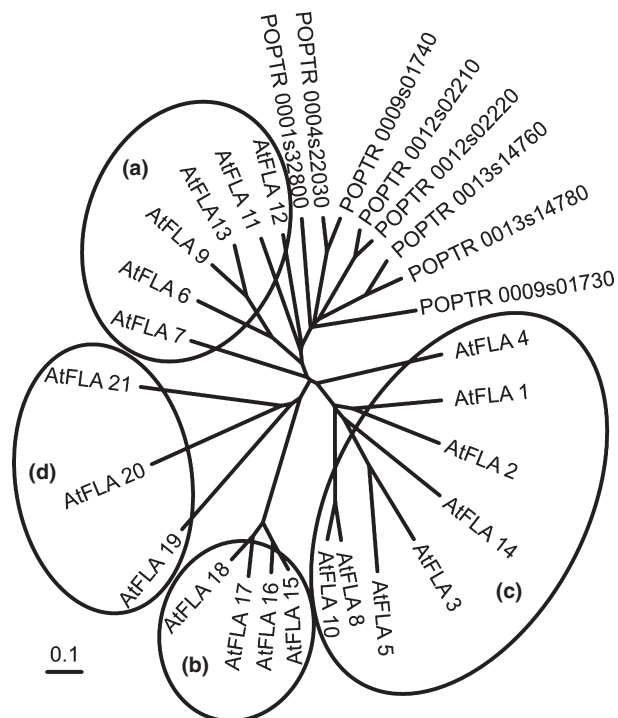 POPTR 0001s32800
POPTR 0004s22030
POPTR 0009s01740
POPTR 0012s02210
POPTR 0012s02220
POPTR 0013s14760
POPTR 0013s14780
POPTR 0009s01730
(a)
AtFLA 12
AtFLA 11
AtFLA13
AtFLA 9
AtFLA 6
AtFLA 7
AtFLA 4
AtFLA 1
AtFLA 2
AtFLA 14
AtFLA 3
AtFLA 5
AtFLA 8
AtFLA 10
(c)
AtFLA 21
AtFLA 20
AtFLA 19
(d)
AtFLA 18
AtFLA 17
AtFLA 16
AtFLA 15
(b)
0.1